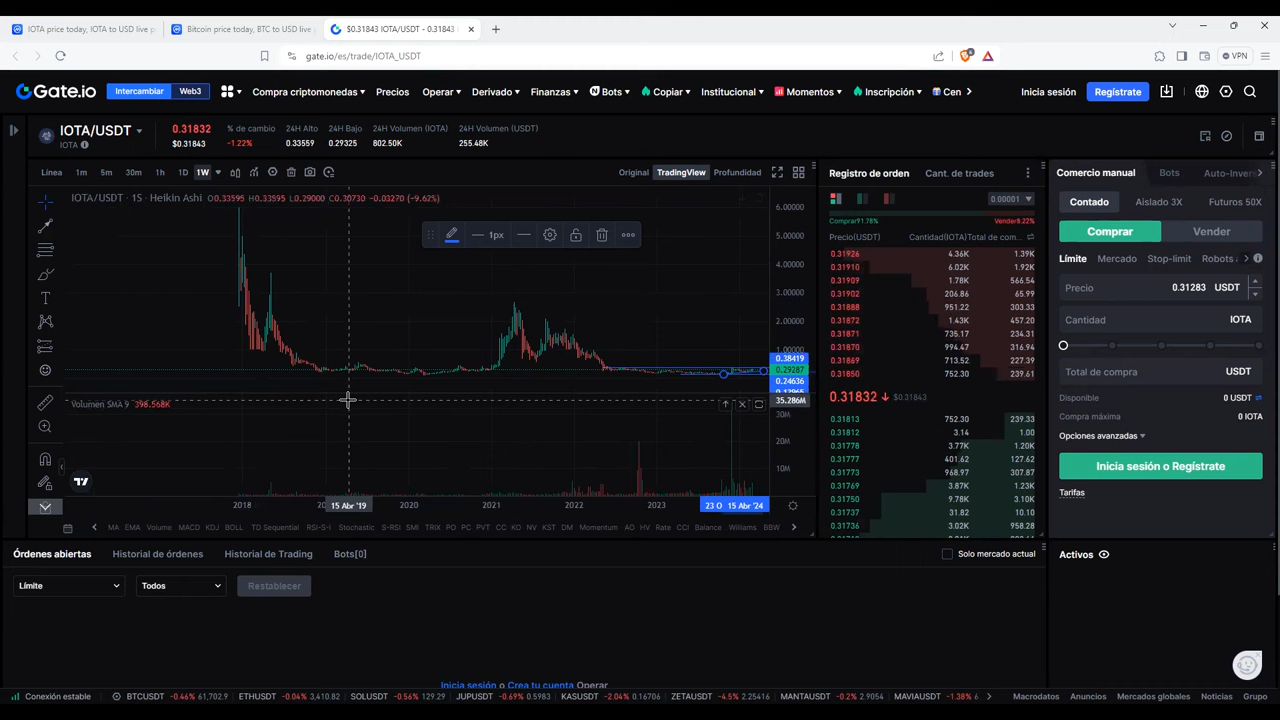 IOTA price today, IOTA to USD live p
Bitcoin price today, BTC to USD live
$0.31843 IOTA/USDT - 0.31843
VPN
gate.io/es/trade/IOTA_USDT
Gate.io
Intercambiar Web3
Compra criptomonedas Precios Operar Derivado Finanzas Bots Copiar Institucional Momentos Inscripción Cen
Inicia sesión Regístrate
IOTA/USDT
IOTA
0.31832
$0.31843
% de cambio
-1.22%
24H Alto
0.33559
24H Bajo
0.29325
24H Volumen (IOTA)
802.50K
24H Volumen (USDT)
255.48K
Línea 1m 5m 30m 1h 1D 1W
Original TradingView Profundidad
IOTA/USDT · 1S · Heikin Ashi O0.33595 H0.33595 L0.29000 C0.30730 -0.03270 (-9.62%)
1px
6.00000
5.00000
4.00000
3.00000
2.00000
1.00000
0.38419
0.29287
0.24636
35.286M
Volumen SMA 9 398.568K
30M
20M
10M
2018 15 Abr '19 2020 2021 2022 2023 23 O 15 Abr '24
MA EMA Volume MACD KDJ BOLL TD Sequential RSI-S-I Stochastic S-RSI SMI TRIX PO PC PVT CC KO NV KST DM Momentum AO HV Rate CCI Balance Williams BBW
Registro de orden Cant. de trades
0.00001
Comprar91.78% Vender8.22%
Precio(USDT) Cantidad(IOTA)Total de com...
0.31926 4.36K 1.39K
0.31910 6.02K 1.92K
0.31909 1.78K 566.54
0.31902 206.86 65.99
0.31888 951.22 303.33
0.31872 1.43K 457.20
0.31871 735.17 234.31
0.31870 994.47 316.94
0.31869 713.52 227.39
0.31850 752.30 239.61
0.31832 $0.31843
0.31813 752.30 239.33
0.31812 3.14 1.00
0.31778 1.43K 456.01
0.31777 401.62 127.62
0.31773 968.97 307.87
0.31769 3.87K 1.23K
0.31750 9.78K 3.10K
0.31737 31.82 10.10
0.31736 3.02K 958.28
Comercio manual Bots Auto-Invers
Contado Aislado 3X Futuros 50X
Comprar Vender
Límite Mercado Stop-limit Robots
Precio 0.31283 USDT
Cantidad IOTA
Total de compra USDT
Disponible 0 USDT
Compra máxima 0 IOTA
Opciones avanzadas
Inicia sesión o Regístrate
Tarifas
Órdenes abiertas Historial de órdenes Historial de Trading Bots[0]
Solo mercado actual
Activos
Límite Todos Restablecer
Inicia sesión o Crea tu cuenta Operar
Conexión estable BTCUSDT -0.46% 61,702.9 ETHUSDT -0.04% 3,410.82 SOLUSDT -0.56% 129.29 JUPUSDT -0.69% 0.5983 KASUSDT -2.04% 0.16706 ZETAUSDT -4.5% 2.25416 MANTAUSDT -0.2% 2.9054 MAVIAUSDT -1.38% 6
Macrodatos Anuncios Mercados globales Noticias Grupo